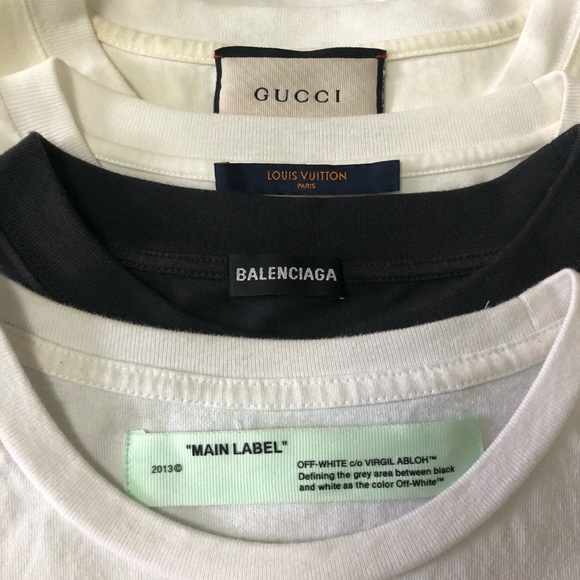 GUCCI
LOUIS VUITTON
PARIS
BALENCIAGA
"MAIN LABEL"
2013©
OFF-WHITE c/o VIRGIL ABLOH™
Defining the grey area between black
and white as the color Off-White™